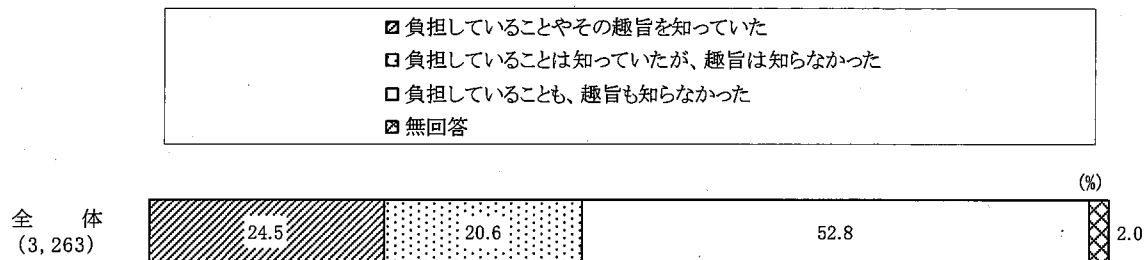 負担していることやその趣旨を知っていた
負担していることは知っていたが、趣旨は知らなかった
負担していることも、趣旨も知らなかった
無回答
(%)
全 体
(3,263)
24.5 20.6 52.8 2.0